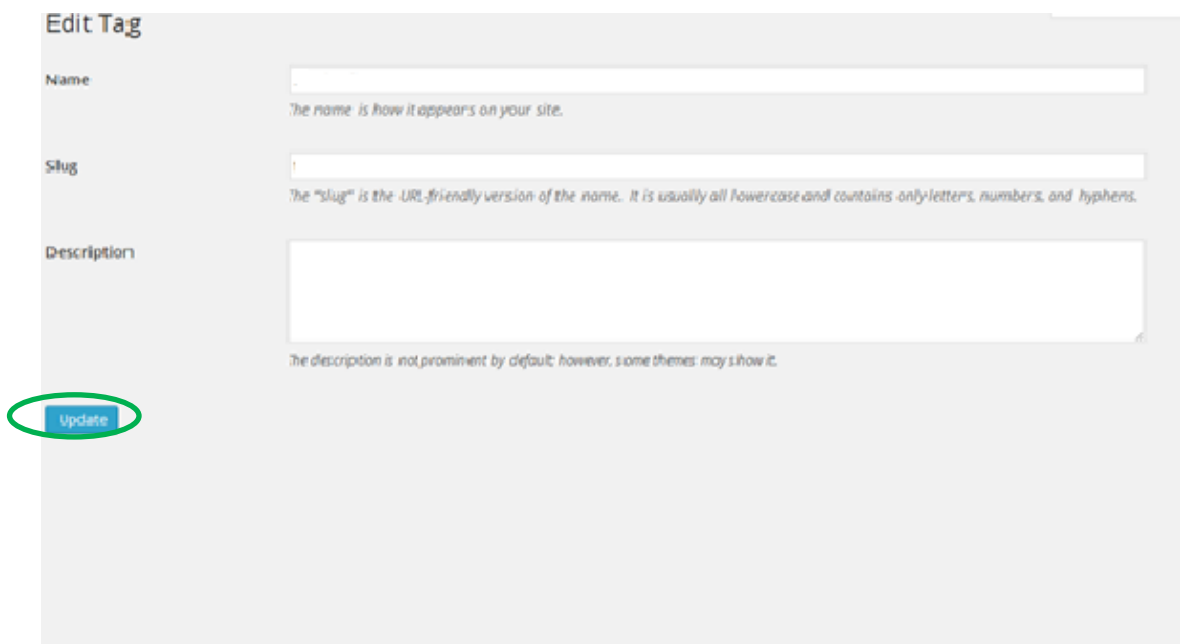 Edit Tag
Name
The name is how it appears on your site.
Slug
The "slug" is the URL-friendly version of the name. It is usually all lowercase and contains only letters, numbers, and hyphens.
Description
The description is not prominent by default; however, some themes may show it.
Update